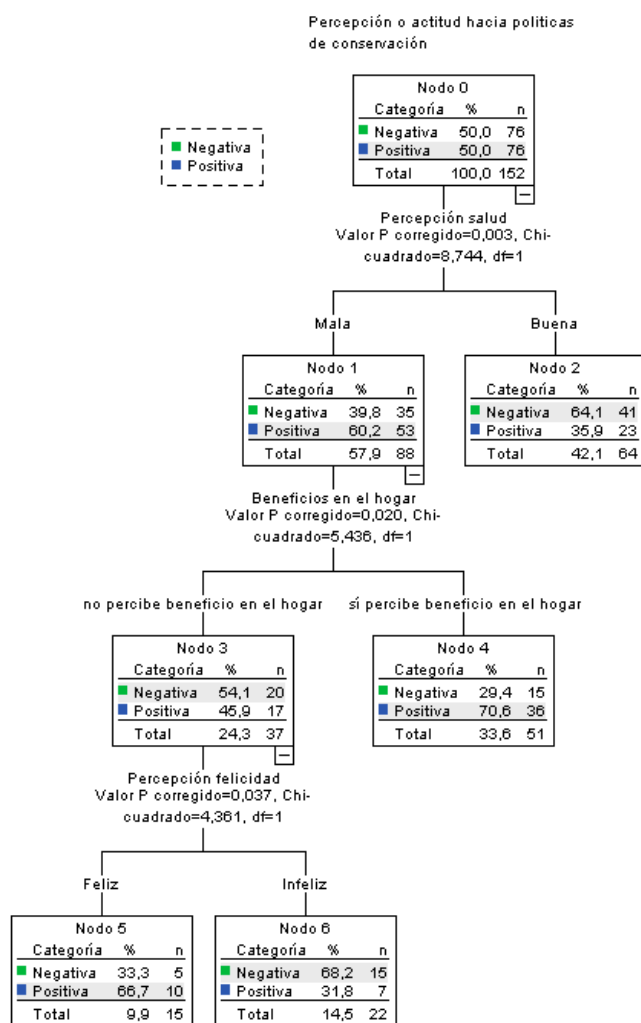 Percepción o actitud hacia politicas
de conservación
Negativa
Positiva
Nodo 0
Categoría % n
Negativa 50,0 76
Positiva 50,0 76
Total 100,0 152
Percepción salud
Valor P corregido=0,003, Chi-
cuadrado=8,744, df=1
Mala
Buena
Nodo 1
Categoría % n
Negativa 39,8 35
Positiva 60,2 53
Total 57,9 88
Nodo 2
Categoría % n
Negativa 64,1 41
Positiva 35,9 23
Total 42,1 64
Beneficios en el hogar
Valor P corregido=0,020, Chi-
cuadrado=5,436, df=1
no percibe beneficio en el hogar
sí percibe beneficio en el hogar
Nodo 3
Categoría % n
Negativa 54,1 20
Positiva 45,9 17
Total 24,3 37
Nodo 4
Categoría % n
Negativa 29,4 15
Positiva 70,6 36
Total 33,6 51
Percepción felicidad
Valor P corregido=0,037, Chi-
cuadrado=4,361, df=1
Feliz
Infeliz
Nodo 5
Categoría % n
Negativa 33,3 5
Positiva 66,7 10
Total 9,9 15
Nodo 6
Categoría % n
Negativa 68,2 15
Positiva 31,8 7
Total 14,5 22